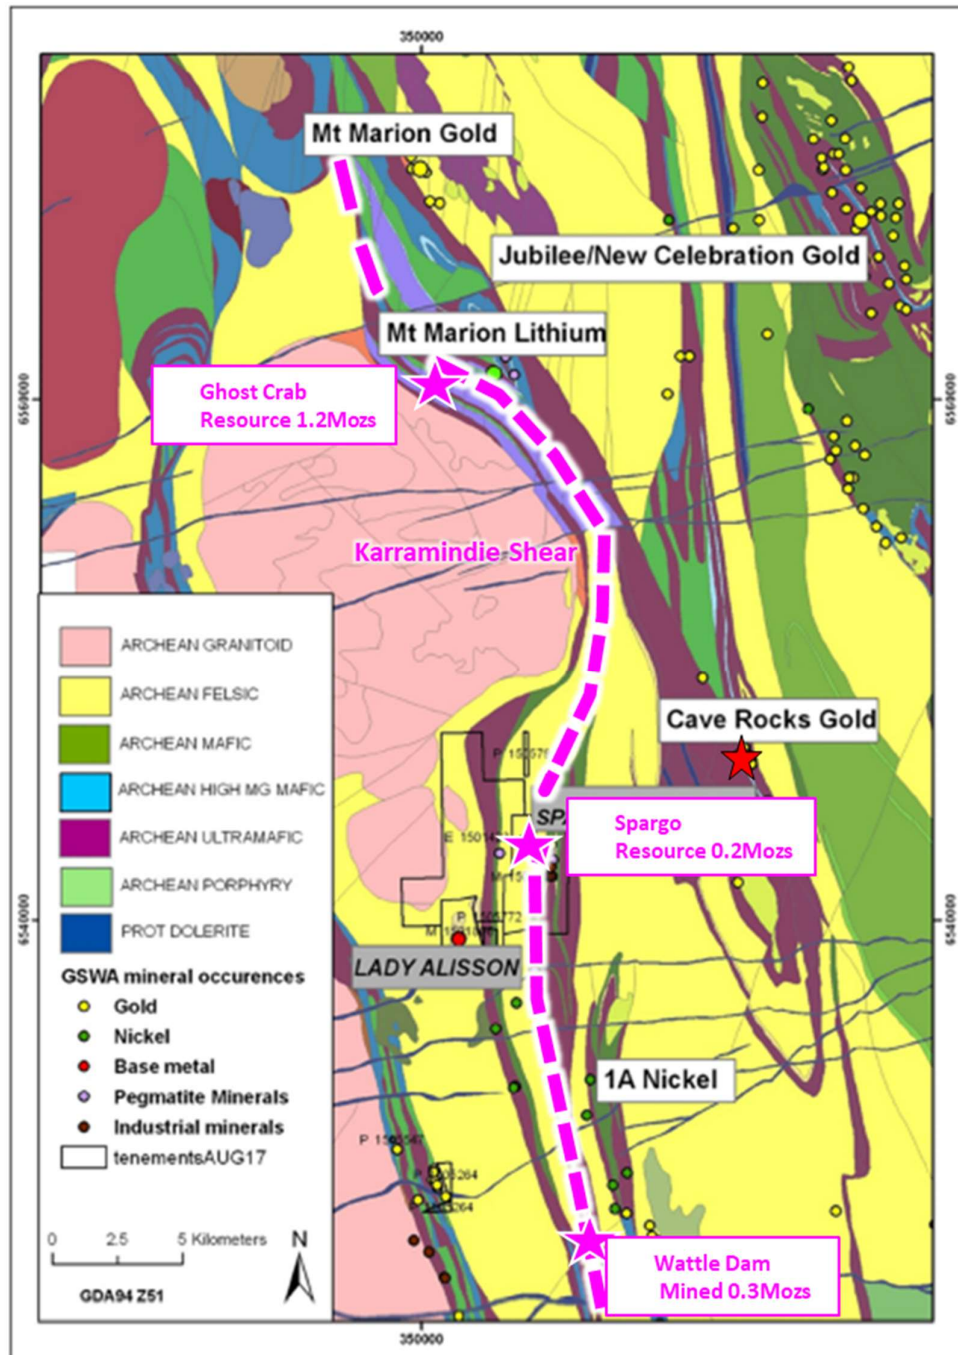 350000
Mt Marion Gold
Jubilee/New Celebration Gold
Mt Marion Lithium
6560000
6560000
Ghost Crab
Resource 1.2Mozs
Karramindie Shear
ARCHEAN GRANITOID
ARCHEAN FELSIC
ARCHEAN MAFIC
ARCHEAN HIGH MG MAFIC
ARCHEAN ULTRAMAFIC
ARCHEAN PORPHYRY
PROT DOLERITE
Cave Rocks Gold
SPA
Spargo
Resource 0.2Mozs
6540000
6540000
LADY ALISSON
GSWA mineral occurences
Gold
Nickel
Base metal
Pegmatite Minerals
Industrial minerals
tenementsAUG17
1A Nickel
0 2.5 5 Kilometers
N
GDA94 Z51
Wattle Dam
Mined 0.3Mozs
350000